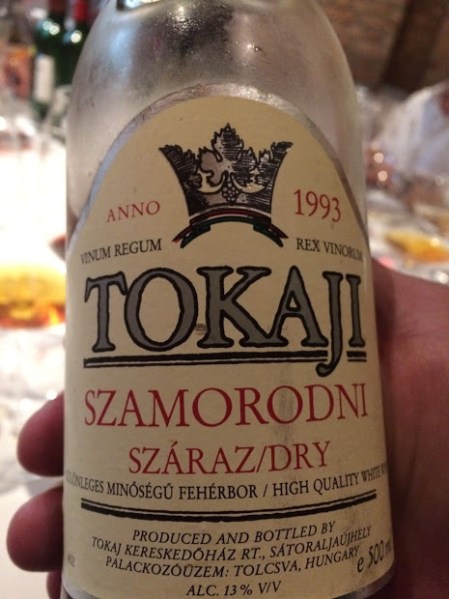 ANNO 1993
VINUM REGUM REX VINORUM
TOKAJI
SZAMORODNI
SZÁRAZ/DRY
KÜLÖNLEGES MINŐSÉGŰ FEHÉRBOR / HIGH QUALITY WHITE
PRODUCED AND BOTTLED BY
TOKAJ KERESKEDŐHÁZ RT., SÁTORALJAÚJHELY
PALACKOZÓÜZEM: TOLCSVA, HUNGARY
e 500 ml
ALC. 13% V/V